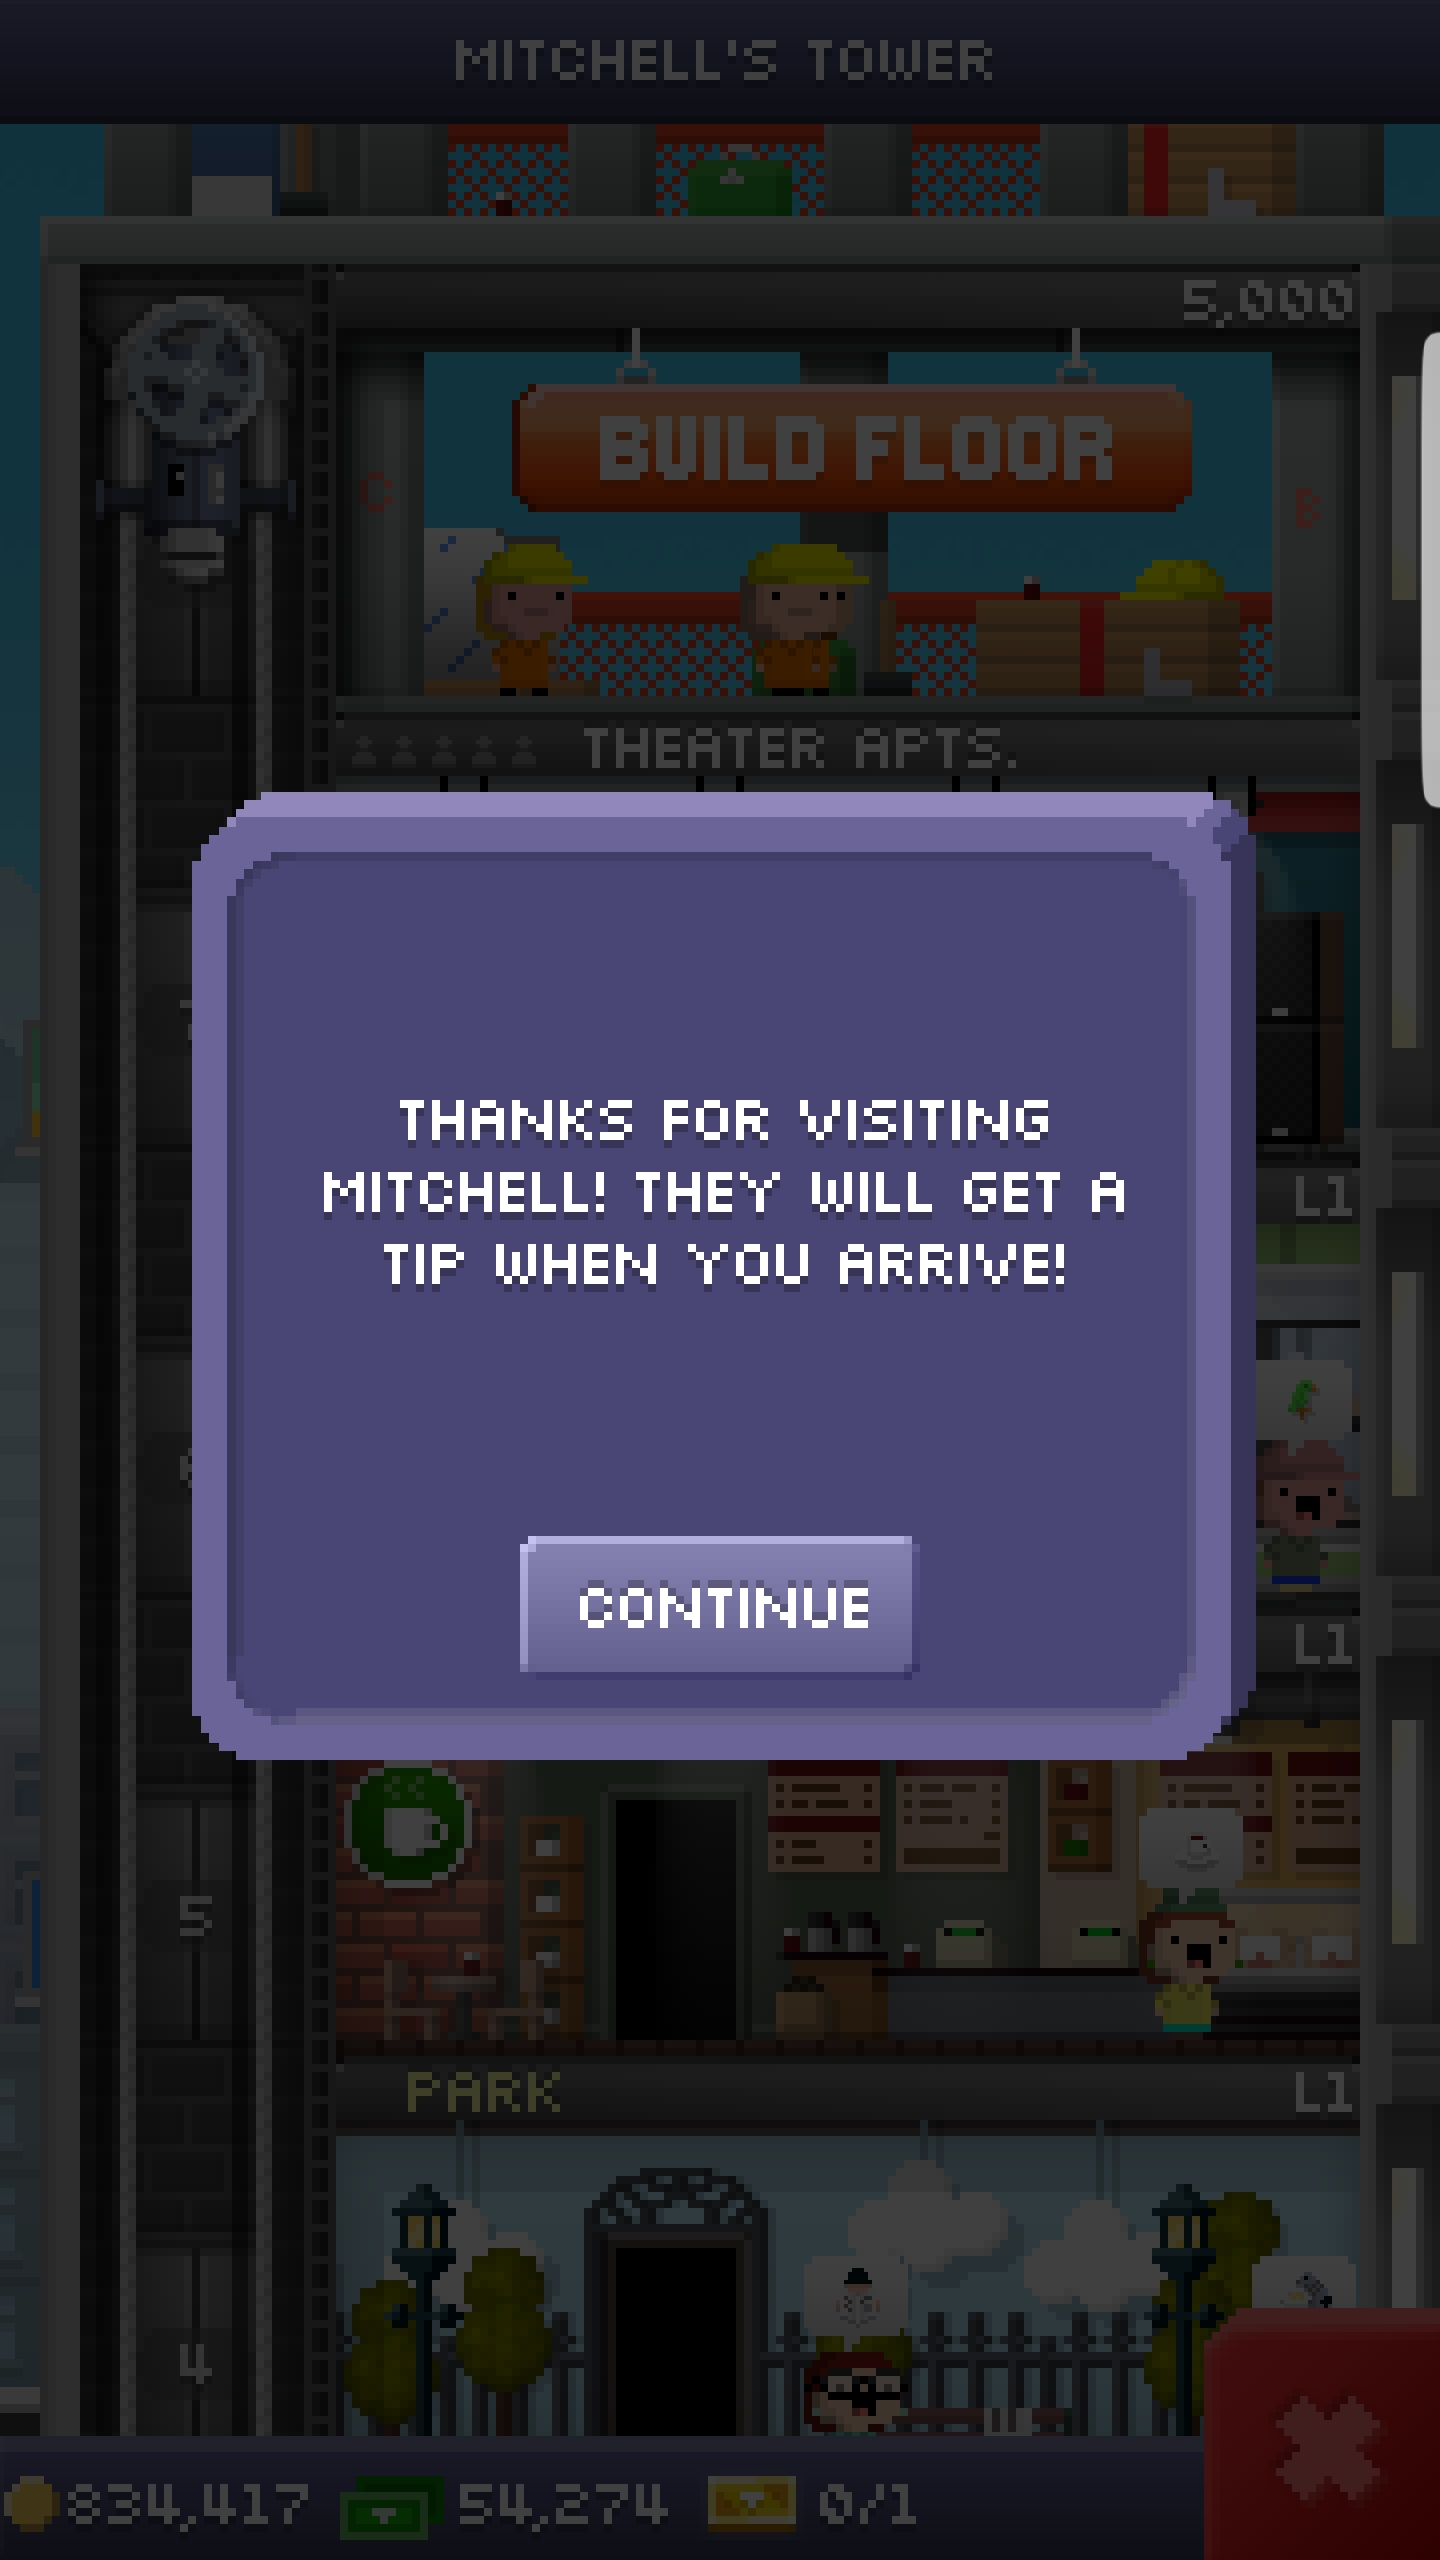 MITCHELL'S TOWER
5,000
BUILD FLOOR
C
B
THEATER APTS.
THANKS FOR VISITING
MITCHELL! THEY WILL GET A
TIP WHEN YOU ARRIVE!
L1
CONTINUE
L1
5
PARK
L1
4
834,417
54,274
0/1